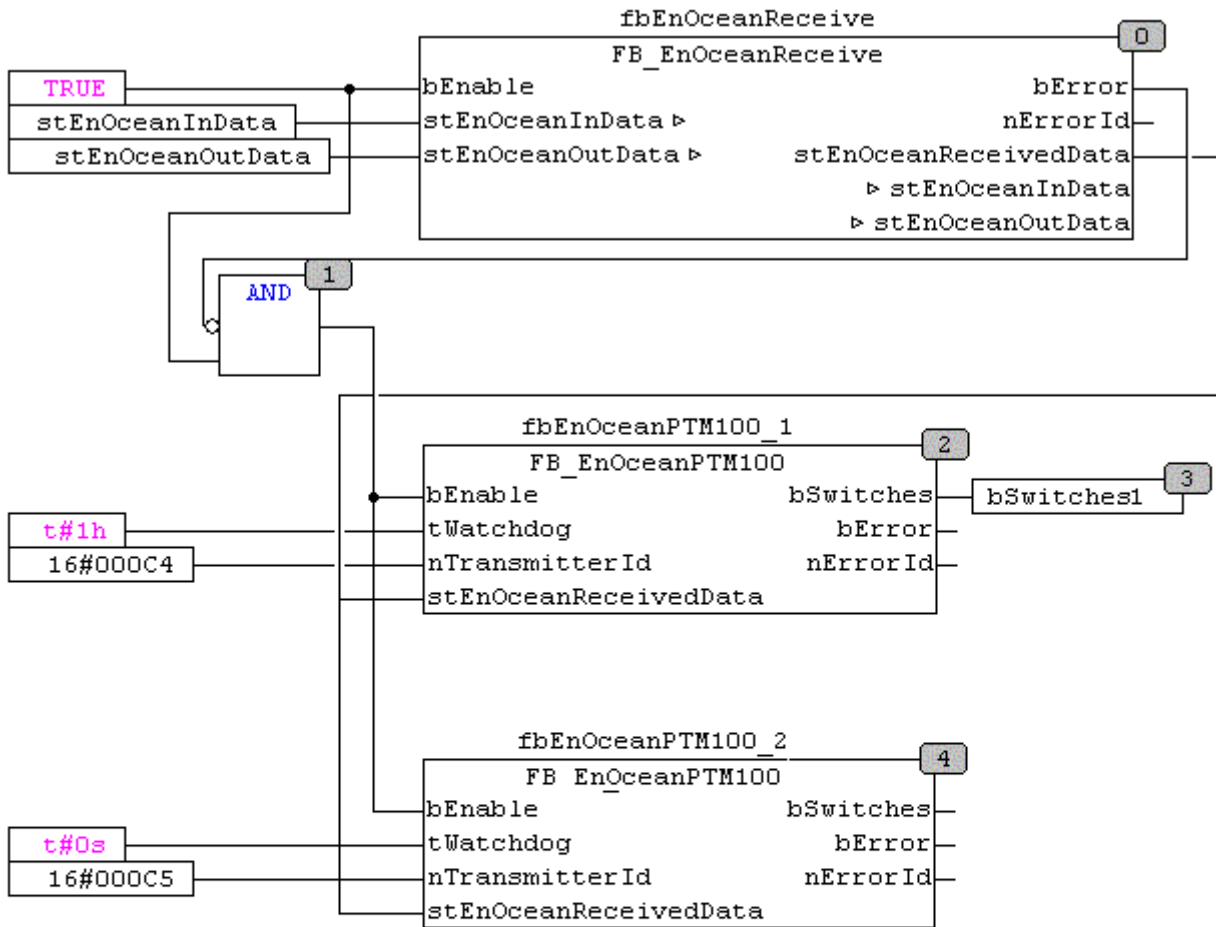 fbEnOceanReceive
0
FB_EnOceanReceive
TRUE
bEnable
bError
stEnOceanInData
stEnOceanInData ▷
nErrorId
stEnOceanOutData
stEnOceanOutData ▷
stEnOceanReceivedData
▷ stEnOceanInData
▷ stEnOceanOutData
1
AND
fbEnOceanPTM100_1
2
FB_EnOceanPTM100
bEnable
bSwitches
bSwitches1
3
t#1h
tWatchdog
bError
16#000C4
nTransmitterId
nErrorId
stEnOceanReceivedData
fbEnOceanPTM100_2
4
FB_EnOceanPTM100
bEnable
bSwitches
t#0s
tWatchdog
bError
16#000C5
nTransmitterId
nErrorId
stEnOceanReceivedData